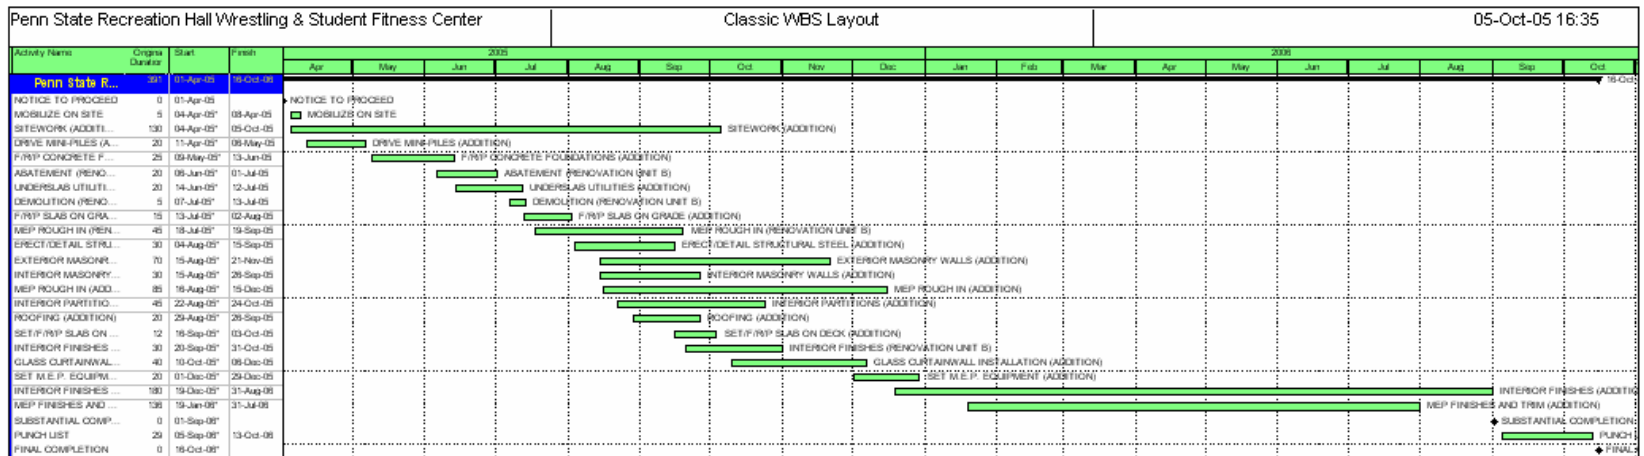 Penn State Recreation Hall Wrestling & Student Fitness Center Classic WBS Layout 05-Oct-05 16:35
Activity Name Origina Duration Start Finish 2005 2006
Apr May Jun Jul Aug Sep Oct Nov Dec Jan Feb Mar Apr May Jun Jul Aug Sep Oct
Penn State R... 391 01-Apr-05 16-Oct-06 16-Oct
NOTICE TO PROCEED 0 01-Apr-05 NOTICE TO PROCEED
MOBILIZE ON SITE 5 04-Apr-05* 08-Apr-05 MOBILIZE ON SITE
SITEWORK (ADDITI... 130 04-Apr-05* 05-Oct-05 SITEWORK (ADDITION)
DRIVE MINI-PILES (A... 20 11-Apr-05* 06-May-05 DRIVE MINI-PILES (ADDITION)
F/R/P CONCRETE F... 25 09-May-05* 13-Jun-05 F/R/P CONCRETE FOUNDATIONS (ADDITION)
ABATEMENT (RENO... 20 06-Jun-05* 01-Jul-05 ABATEMENT (RENOVATION UNIT B)
UNDERSLAB UTILITI... 20 14-Jun-05* 12-Jul-05 UNDERSLAB UTILITIES (ADDITION)
DEMOLITION (RENO... 5 07-Jul-05* 13-Jul-05 DEMOLITION (RENOVATION UNIT B)
F/R/P SLAB ON GRA... 15 13-Jul-05* 02-Aug-05 F/R/P SLAB ON GRADE (ADDITION)
MEP ROUGH IN (REN... 45 18-Jul-05* 19-Sep-05 MEP ROUGH IN (RENOVATION UNIT B)
ERECT/DETAIL STRU... 30 04-Aug-05* 15-Sep-05 ERECT/DETAIL STRUCTURAL STEEL (ADDITION)
EXTERIOR MASONR... 70 15-Aug-05* 21-Nov-05 EXTERIOR MASONRY WALLS (ADDITION)
INTERIOR MASONRY... 30 15-Aug-05* 26-Sep-05 INTERIOR MASONRY WALLS (ADDITION)
MEP ROUGH IN (ADD... 85 16-Aug-05* 15-Dec-05 MEP ROUGH IN (ADDITION)
INTERIOR PARTITIO... 45 22-Aug-05* 24-Oct-05 INTERIOR PARTITIONS (ADDITION)
ROOFING (ADDITION) 20 29-Aug-05* 26-Sep-05 ROOFING (ADDITION)
SET/F/R/P SLAB ON ... 12 16-Sep-05* 03-Oct-05 SET/F/R/P SLAB ON DECK (ADDITION)
INTERIOR FINISHES ... 30 20-Sep-05* 31-Oct-05 INTERIOR FINISHES (RENOVATION UNIT B)
GLASS CURTAINWAL... 40 10-Oct-05* 06-Dec-05 GLASS CURTAINWALL INSTALLATION (ADDITION)
SET M.E.P. EQUIPM... 20 01-Dec-05* 29-Dec-05 SET M.E.P. EQUIPMENT (ADDITION)
INTERIOR FINISHES ... 180 19-Dec-05* 31-Aug-06 INTERIOR FINISHES (ADDITIO
MEP FINISHES AND ... 136 19-Jan-06* 31-Jul-06 MEP FINISHES AND TRIM (ADDITION)
SUBSTANTIAL COMP... 0 01-Sep-06* SUBSTANTIAL COMPLETION
PUNCH LIST 29 05-Sep-06* 13-Oct-06 PUNCH
FINAL COMPLETION 0 16-Oct-06* FINAL